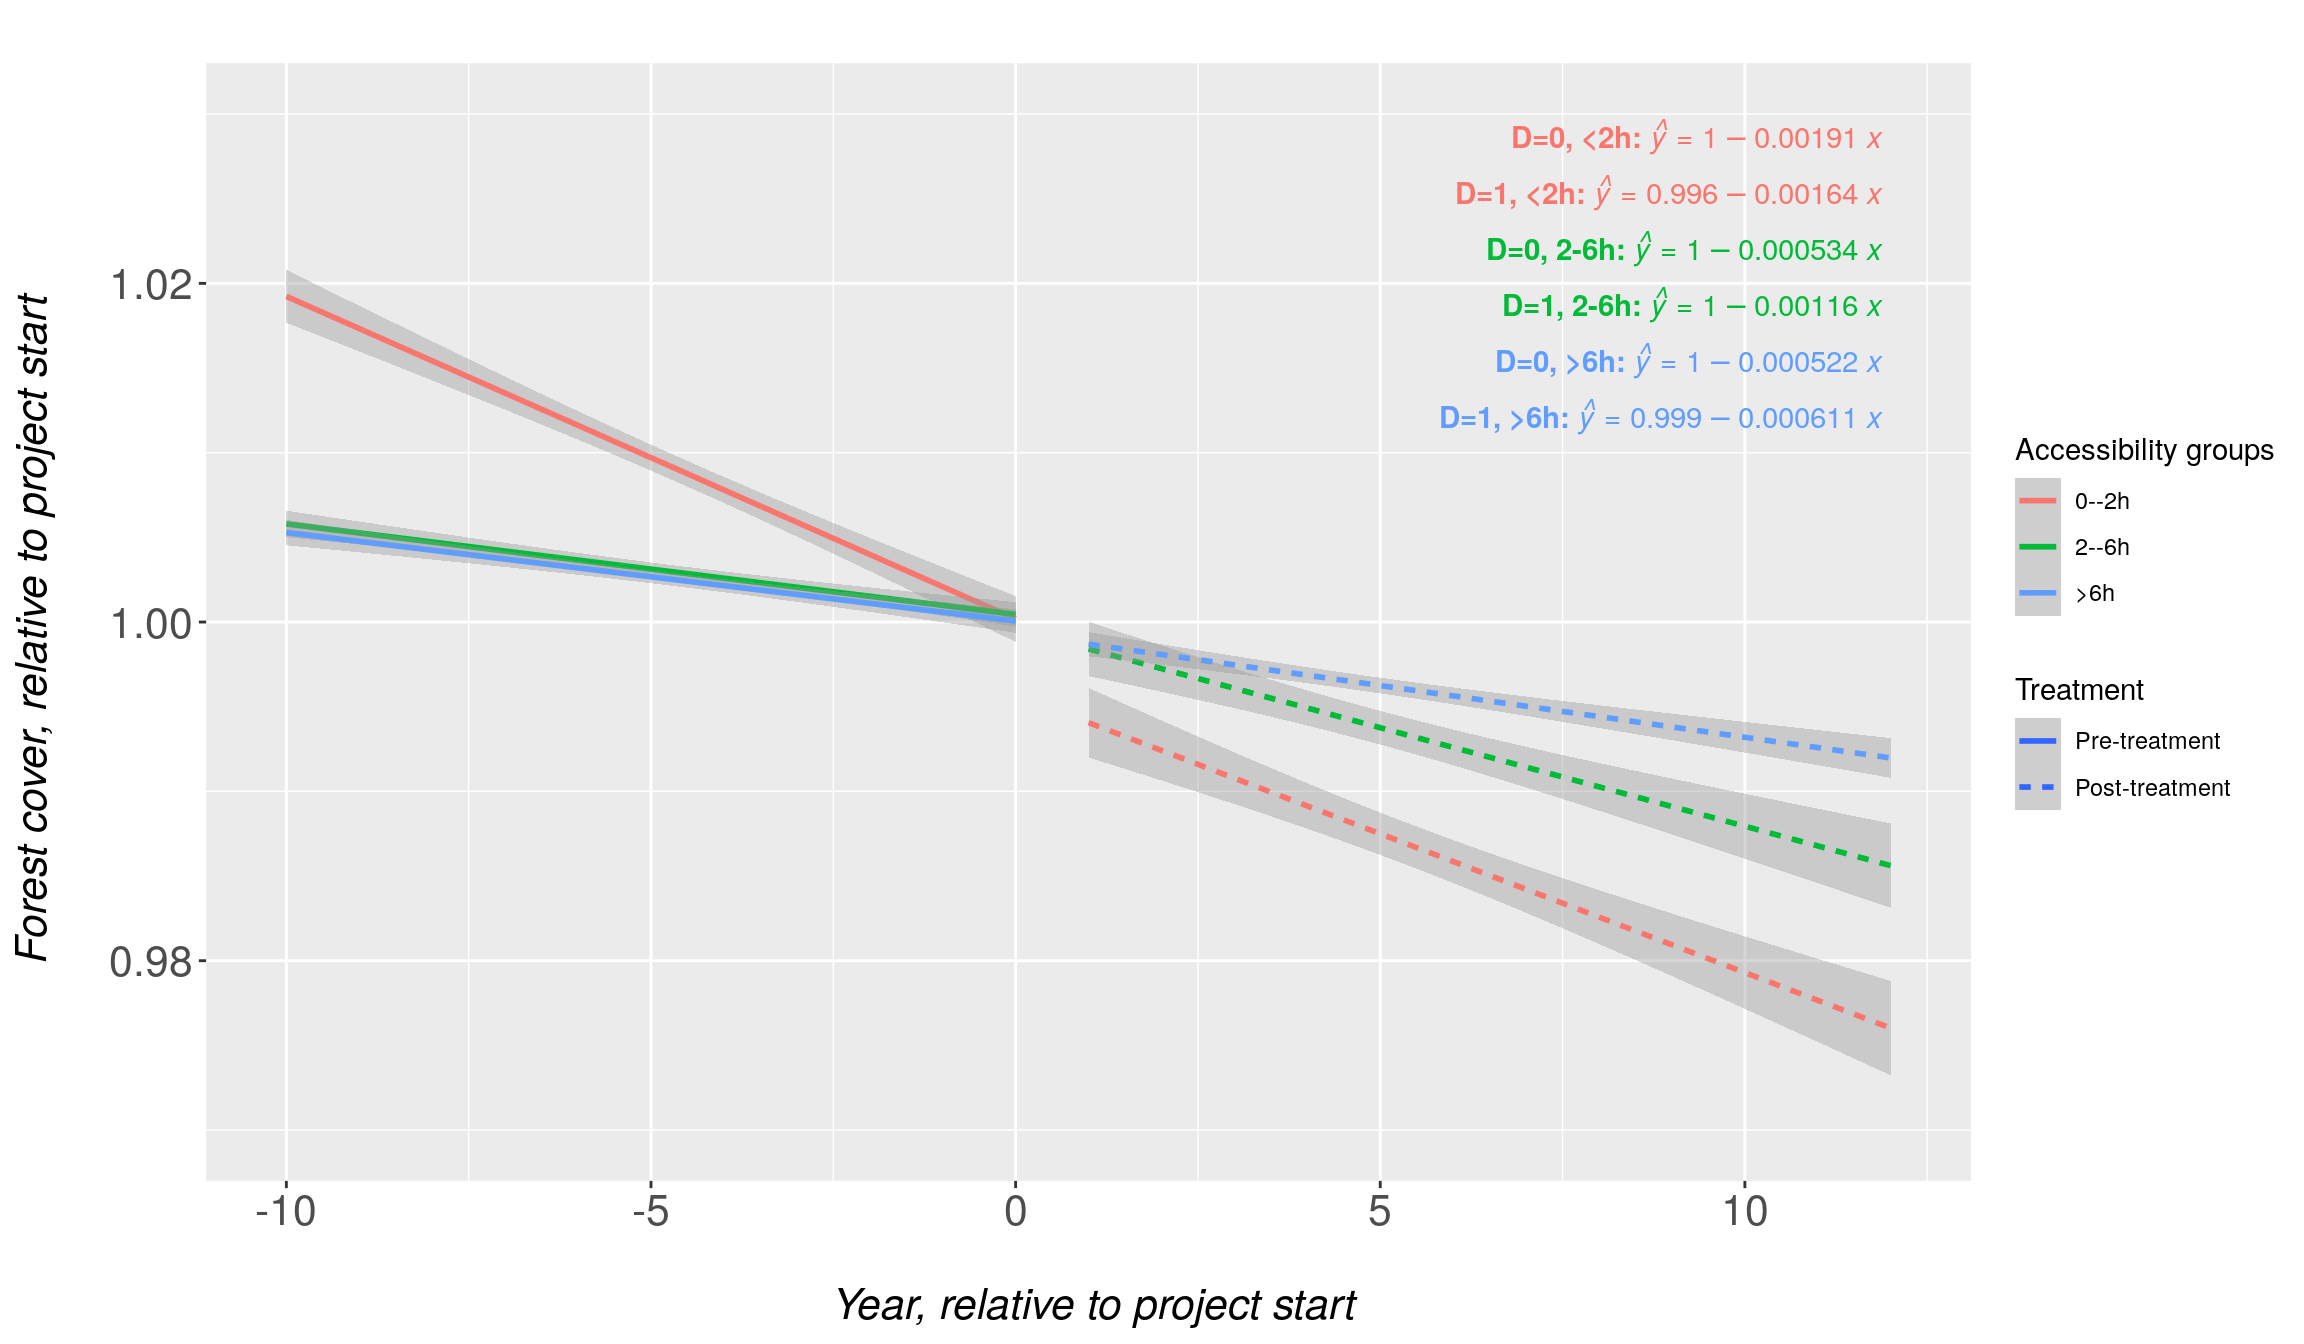 D=0, <2h: ŷ = 1 − 0.00191 x
D=1, <2h: ŷ = 0.996 − 0.00164 x
D=0, 2-6h: ŷ = 1 − 0.000534 x
D=1, 2-6h: ŷ = 1 − 0.00116 x
D=0, >6h: ŷ = 1 − 0.000522 x
D=1, >6h: ŷ = 0.999 − 0.000611 x
1.02
1.00
0.98
Forest cover, relative to project start
-10
-5
0
5
10
Year, relative to project start
Accessibility groups
0--2h
2--6h
>6h
Treatment
Pre-treatment
Post-treatment